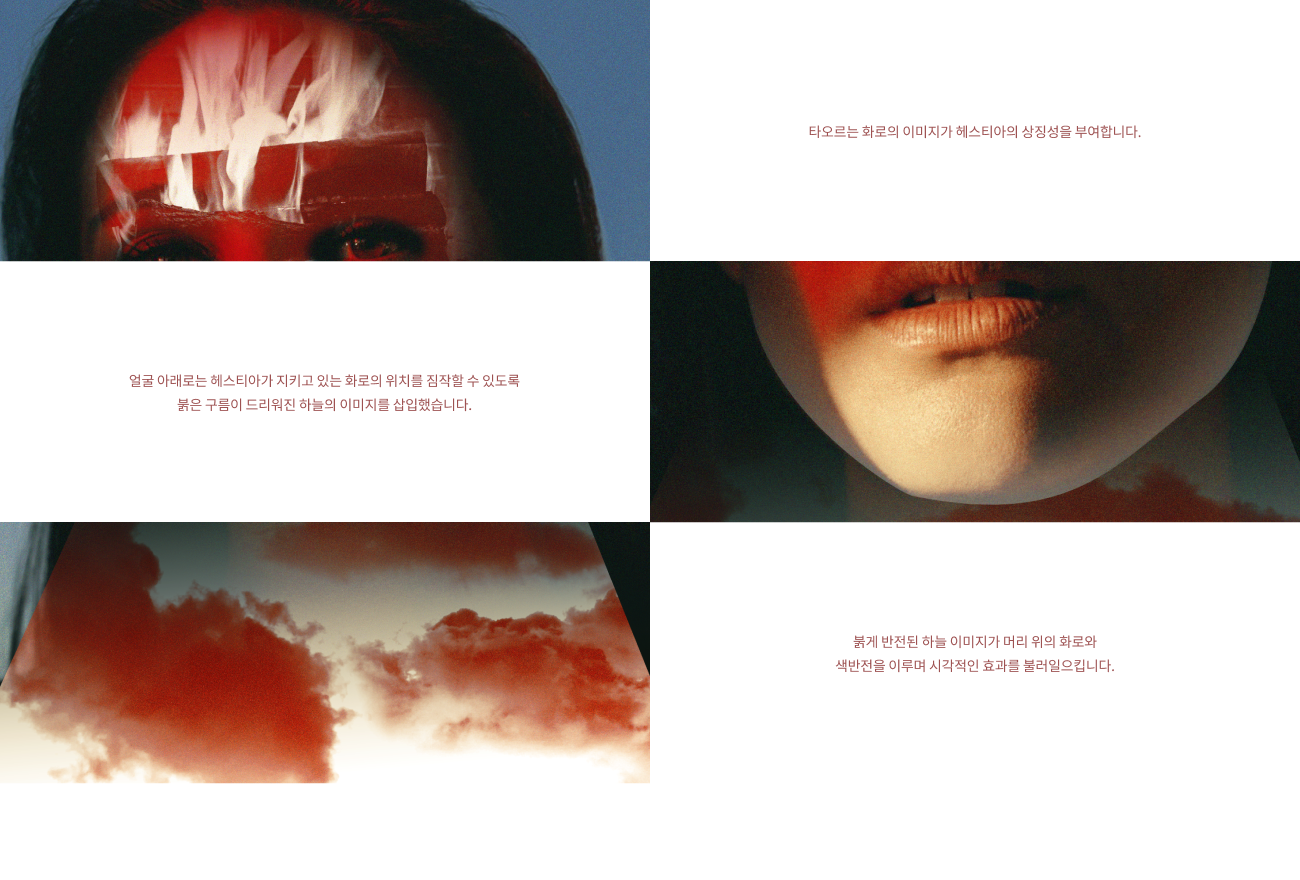 타오르는 화로의 이미지가 헤스티아의 상징성을 부여합니다.
얼굴 아래로는 헤스티아가 지키고 있는 화로의 위치를 짐작할 수 있도록
붉은 구름이 드리워진 하늘의 이미지를 삽입했습니다.
붉게 반전된 하늘 이미지가 머리 위의 화로와
색반전을 이루며 시각적인 효과를 불러일으킵니다.